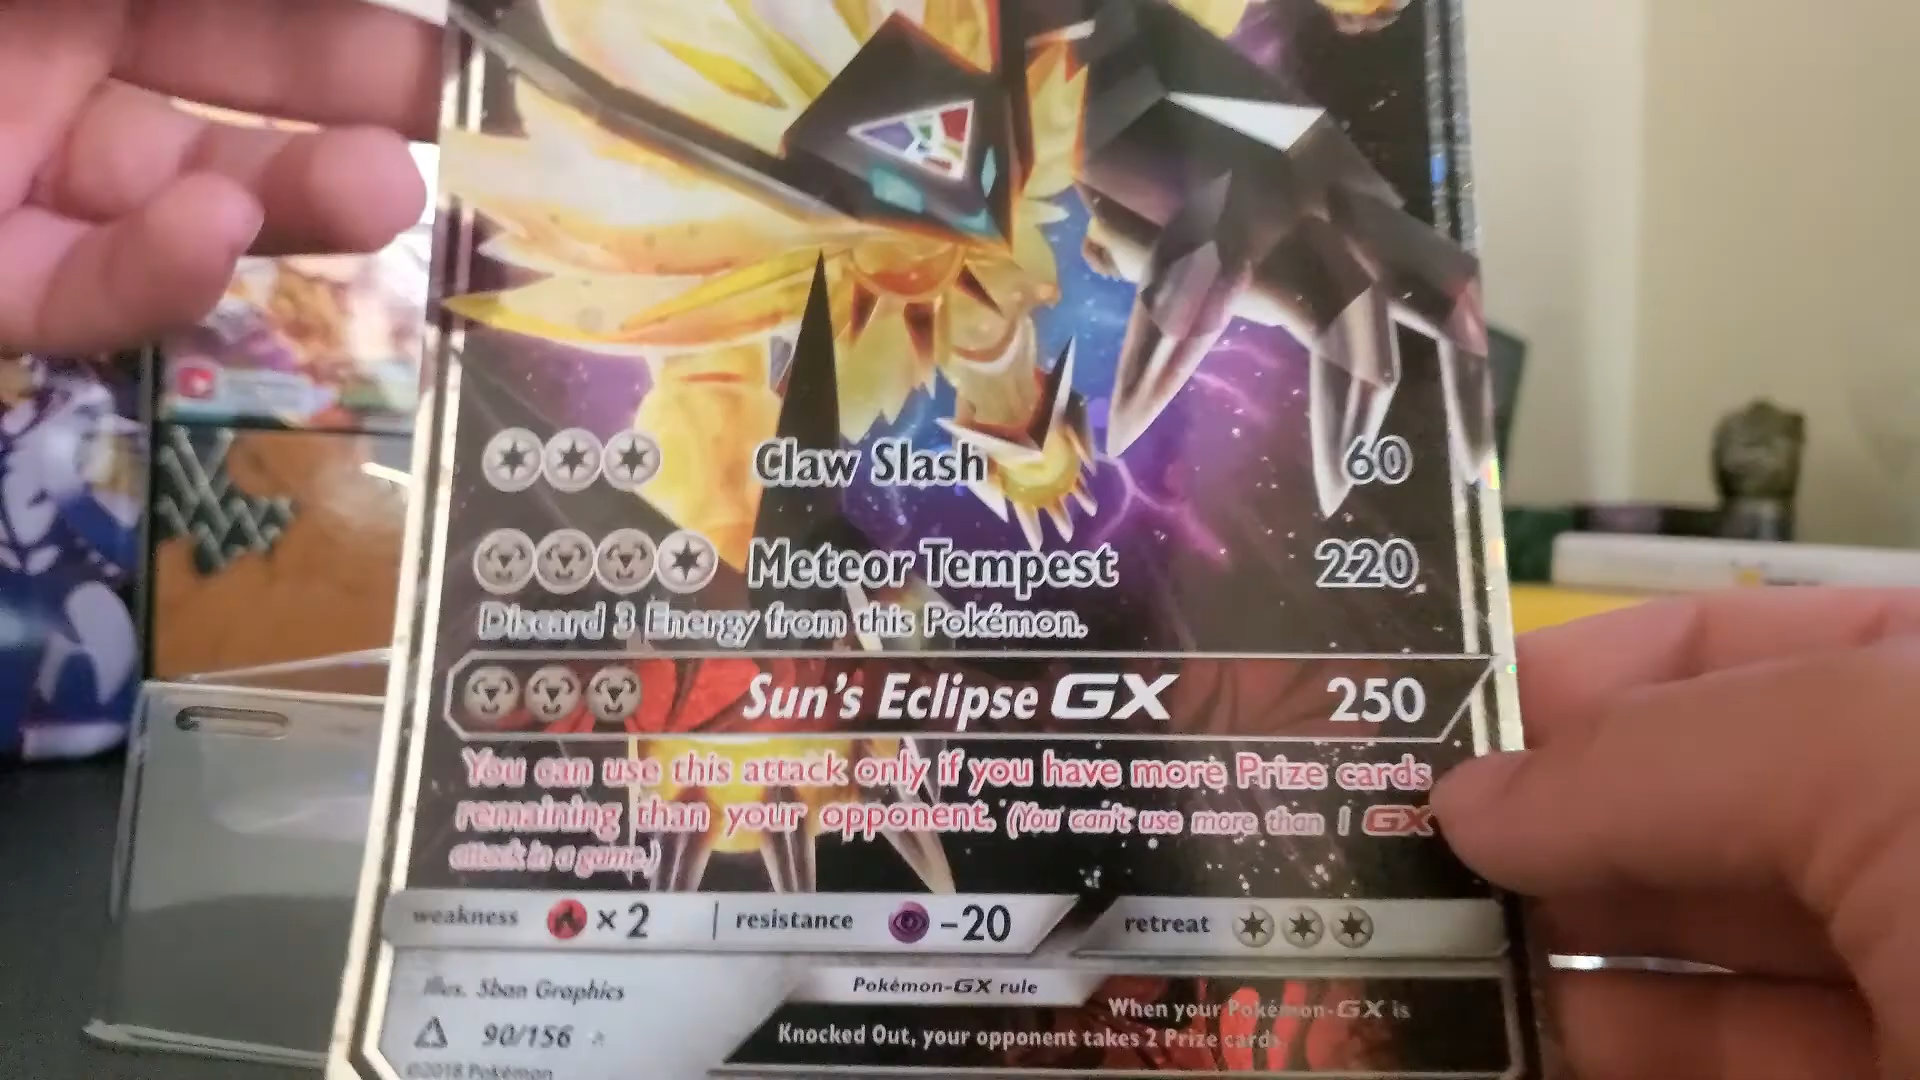 Claw Slash 60
Meteor Tempest 220
Discard 3 Energy from this Pokémon.
Sun's Eclipse GX 250
You can use this attack only if you have more Prize cards
remaining than your opponent. (You can't use more than 1 GX
attack in a game.)
weakness ×2 | resistance -20 retreat
Illus. 5ban Graphics
Pokémon-GX rule
When your Pokémon-GX is
90/156
Knocked Out, your opponent takes 2 Prize cards.
©2018 Pokémon